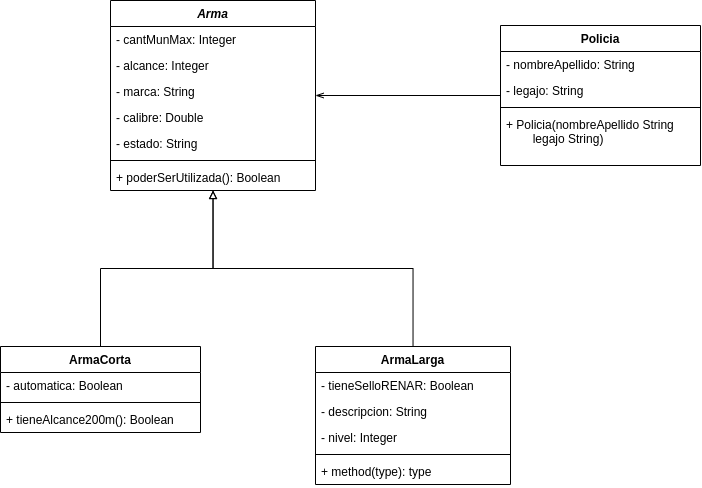 Arma
- cantMunMax: Integer
- alcance: Integer
- marca: String
- calibre: Double
- estado: String
+ poderSerUtilizada(): Boolean
Policia
- nombreApellido: String
- legajo: String
+ Policia(nombreApellido String
legajo String)
ArmaCorta
- automatica: Boolean
+ tieneAlcance200m(): Boolean
ArmaLarga
- tieneSelloRENAR: Boolean
- descripcion: String
- nivel: Integer
+ method(type): type